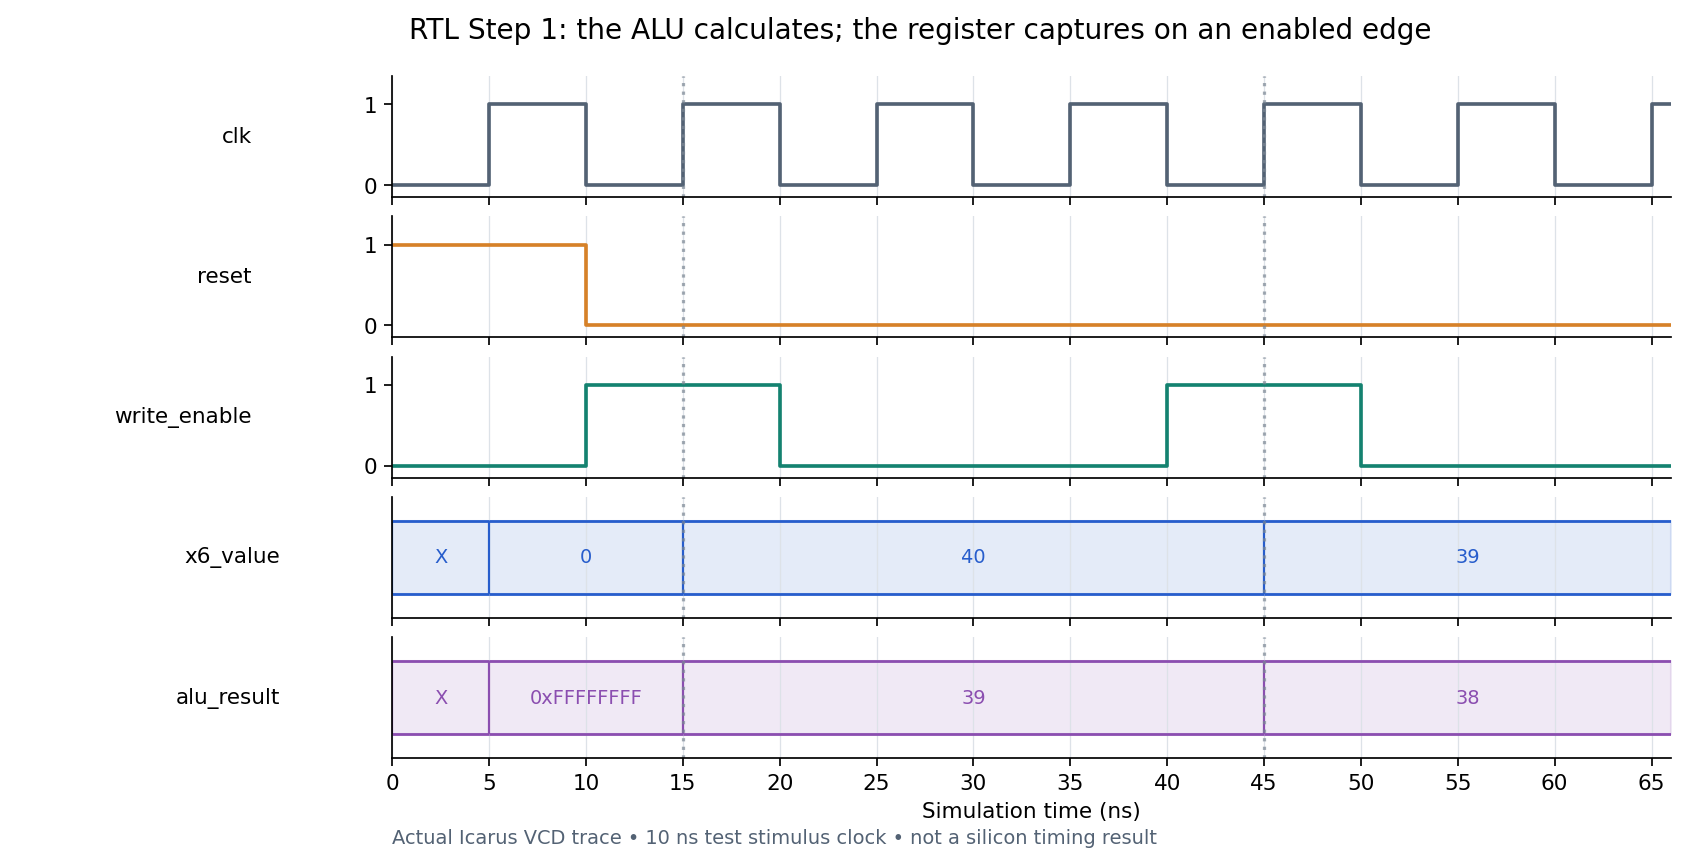 RTL Step 1: the ALU calculates; the register captures on an enabled edge
clk
1
0
reset
1
0
write_enable
1
0
x6_value
X 0 40 39
alu_result
X 0xFFFFFFFF 39 38
0 5 10 15 20 25 30 35 40 45 50 55 60 65
Simulation time (ns)
Actual Icarus VCD trace • 10 ns test stimulus clock • not a silicon timing result